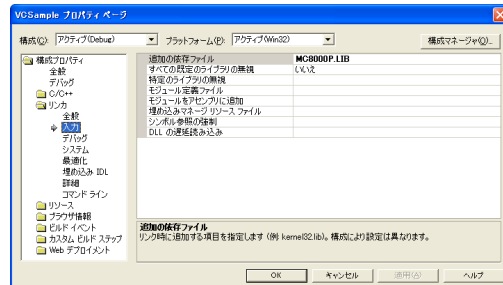 VCSample プロパティ ページ
構成(C): アクティブ(Debug) プラットフォーム(P): アクティブ(Win32) 構成マネージャ(O)...
構成プロパティ
全般
デバッグ
C/C++
リンカ
全般
入力
デバッグ
システム
最適化
埋め込み IDL
詳細
コマンド ライン
リソース
ブラウザ情報
ビルド イベント
カスタム ビルド ステップ
Web デプロイメント
追加の依存ファイル MC8000P.LIB
すべての既定のライブラリの無視 いいえ
特定のライブラリの無視
モジュール定義ファイル
モジュールをアセンブリに追加
埋め込みマネージ リソース ファイル
シンボル参照の強制
DLL の遅延読み込み
追加の依存ファイル
リンク時に追加する項目を指定します (例 kernel32.lib)。構成により設定は異なります。
OK キャンセル 適用(A) ヘルプ